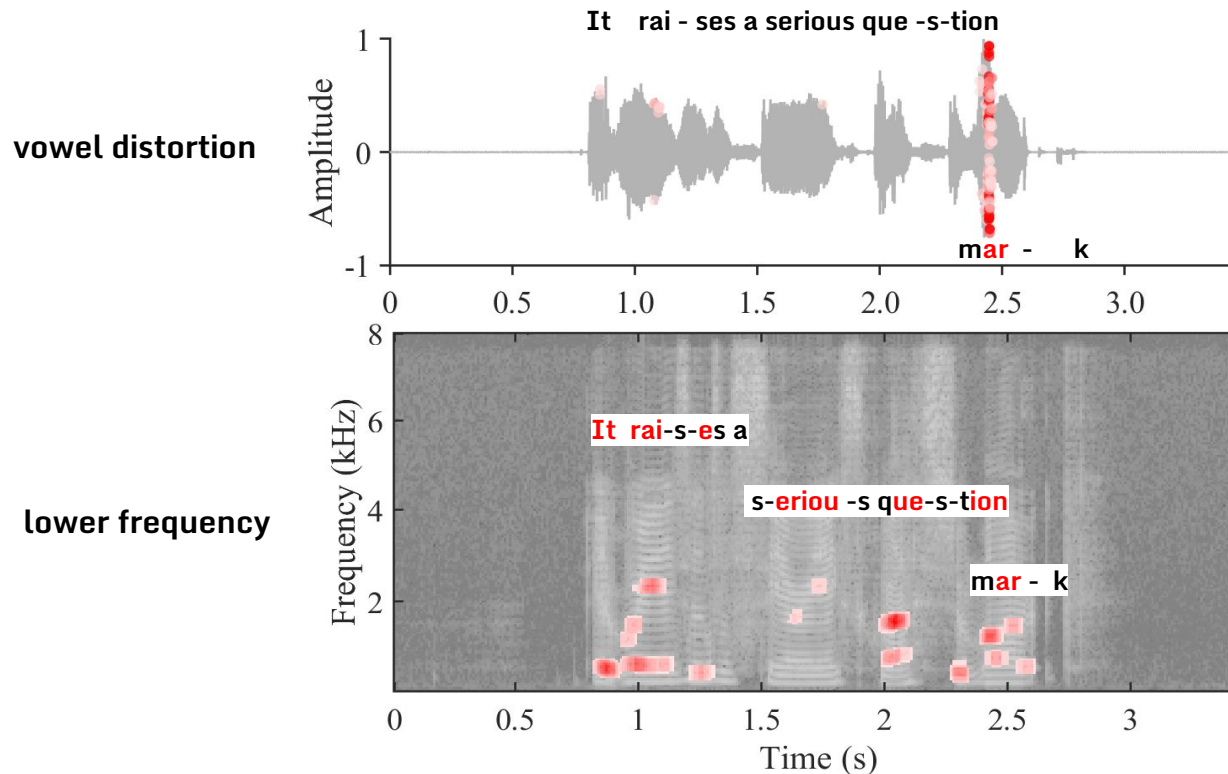 It rai - ses a serious que -s-tion
vowel distortion
Amplitude
1
0
-1
mar - k
0 0.5 1.0 1.5 2.0 2.5 3.0
lower frequency
Frequency (kHz)
8
6
4
2
It rai-s-es a
s-eriou -s que-s-tion
mar - k
0 0.5 1 1.5 2 2.5 3
Time (s)